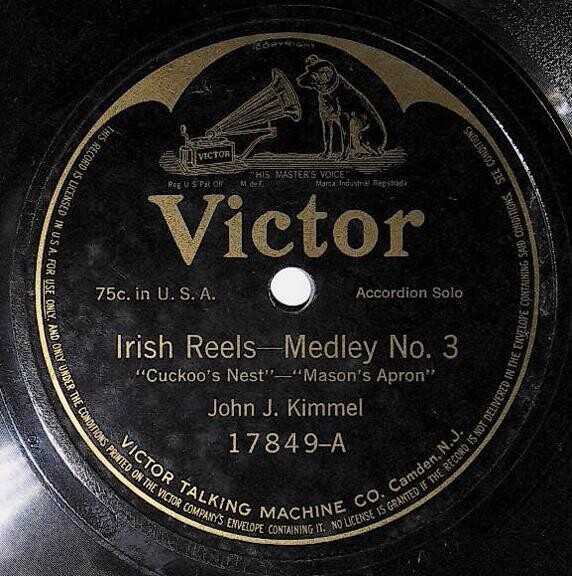 COPYRIGHT
VICTOR
"HIS MASTER'S VOICE"
Reg. U S Pat Off M. de F. Marca Industrial Registrada
Victor
75c. in U. S. A.
Accordion Solo
Irish Reels—Medley No. 3
"Cuckoo's Nest"—"Mason's Apron"
John J. Kimmel
17849-A
VICTOR TALKING MACHINE CO. Camden, N. J.
THIS RECORD IS LICENSED IN U.S.A. FOR USE ONLY, AND ONLY UNDER THE CONDITIONS PRINTED ON THE VICTOR COMPANY'S ENVELOPE CONTAINING IT. NO LICENSE IS GRANTED IF THE RECORD IS NOT DELIVERED IN THE ENVELOPE CONTAINING SAID CONDITIONS. SEE CONDITIONS